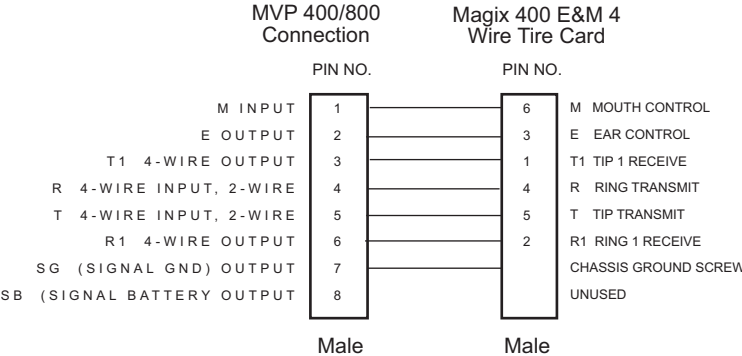 MVP 400/800
Connection
Magix 400 E&M 4
Wire Tire Card
PIN NO.
PIN NO.
M INPUT 1 6 M MOUTH CONTROL
E OUTPUT 2 3 E EAR CONTROL
T1 4-WIRE OUTPUT 3 1 T1 TIP 1 RECEIVE
R 4-WIRE INPUT, 2-WIRE 4 4 R RING TRANSMIT
T 4-WIRE INPUT, 2-WIRE 5 5 T TIP TRANSMIT
R1 4-WIRE OUTPUT 6 2 R1 RING 1 RECEIVE
SG (SIGNAL GND) OUTPUT 7 CHASSIS GROUND SCREW
SB (SIGNAL BATTERY OUTPUT 8 UNUSED
Male
Male